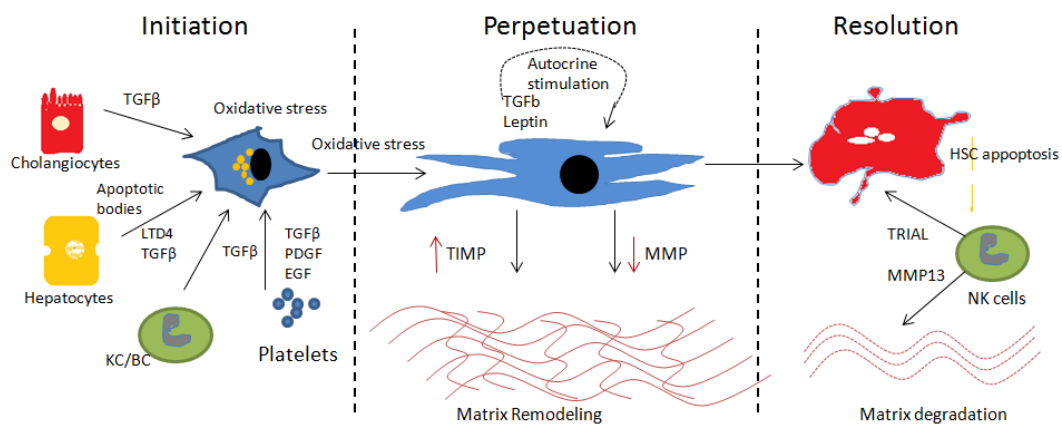 Initiation
Perpetuation
Resolution
TGFβ
Oxidative stress
Cholangiocytes
Apoptotic
bodies
LTD4
TGFβ
Hepatocytes
TGFβ
TGFβ
PDGF
EGF
KC/BC
Platelets
Oxidative stress
Autocrine
stimulation
TGFb
Leptin
TIMP
MMP
Matrix Remodeling
HSC appoptosis
TRIAL
MMP13
NK cells
Matrix degradation